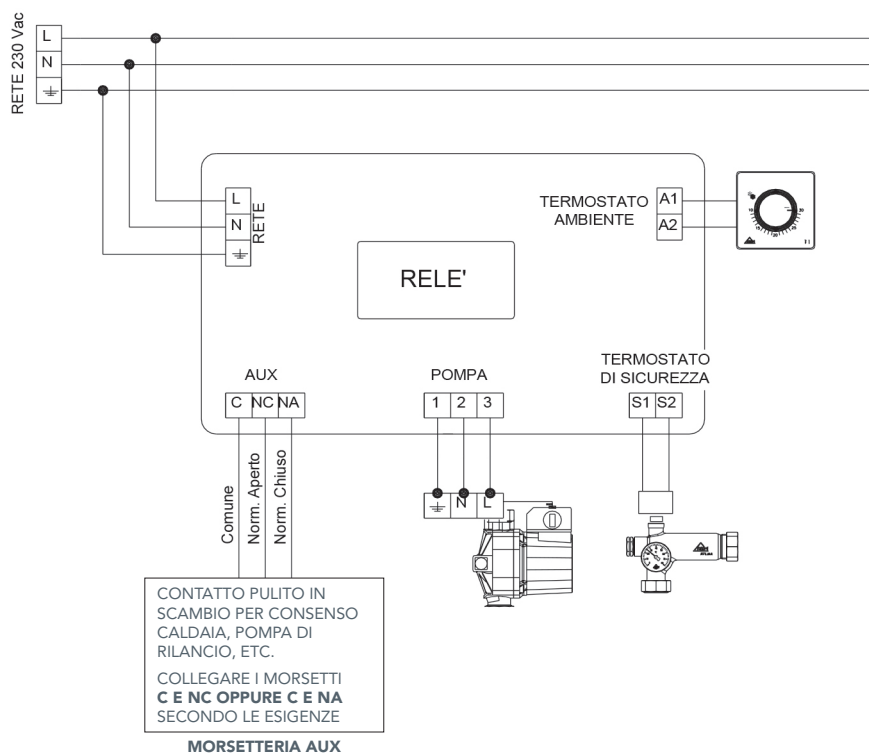 RETE 230 Vac
L
N
L
N
RETE
TERMOSTATO
AMBIENTE
A1
A2
RELE'
AUX
C NC NA
POMPA
1 2 3
TERMOSTATO
DI SICUREZZA
S1 S2
Comune
Norm. Aperto
Norm. Chiuso
N L
CONTATTO PULITO IN
SCAMBIO PER CONSENSO
CALDAIA, POMPA DI
RILANCIO, ETC.
COLLEGARE I MORSETTI
C E NC OPPURE C E NA
SECONDO LE ESIGENZE
MORSETTERIA AUX